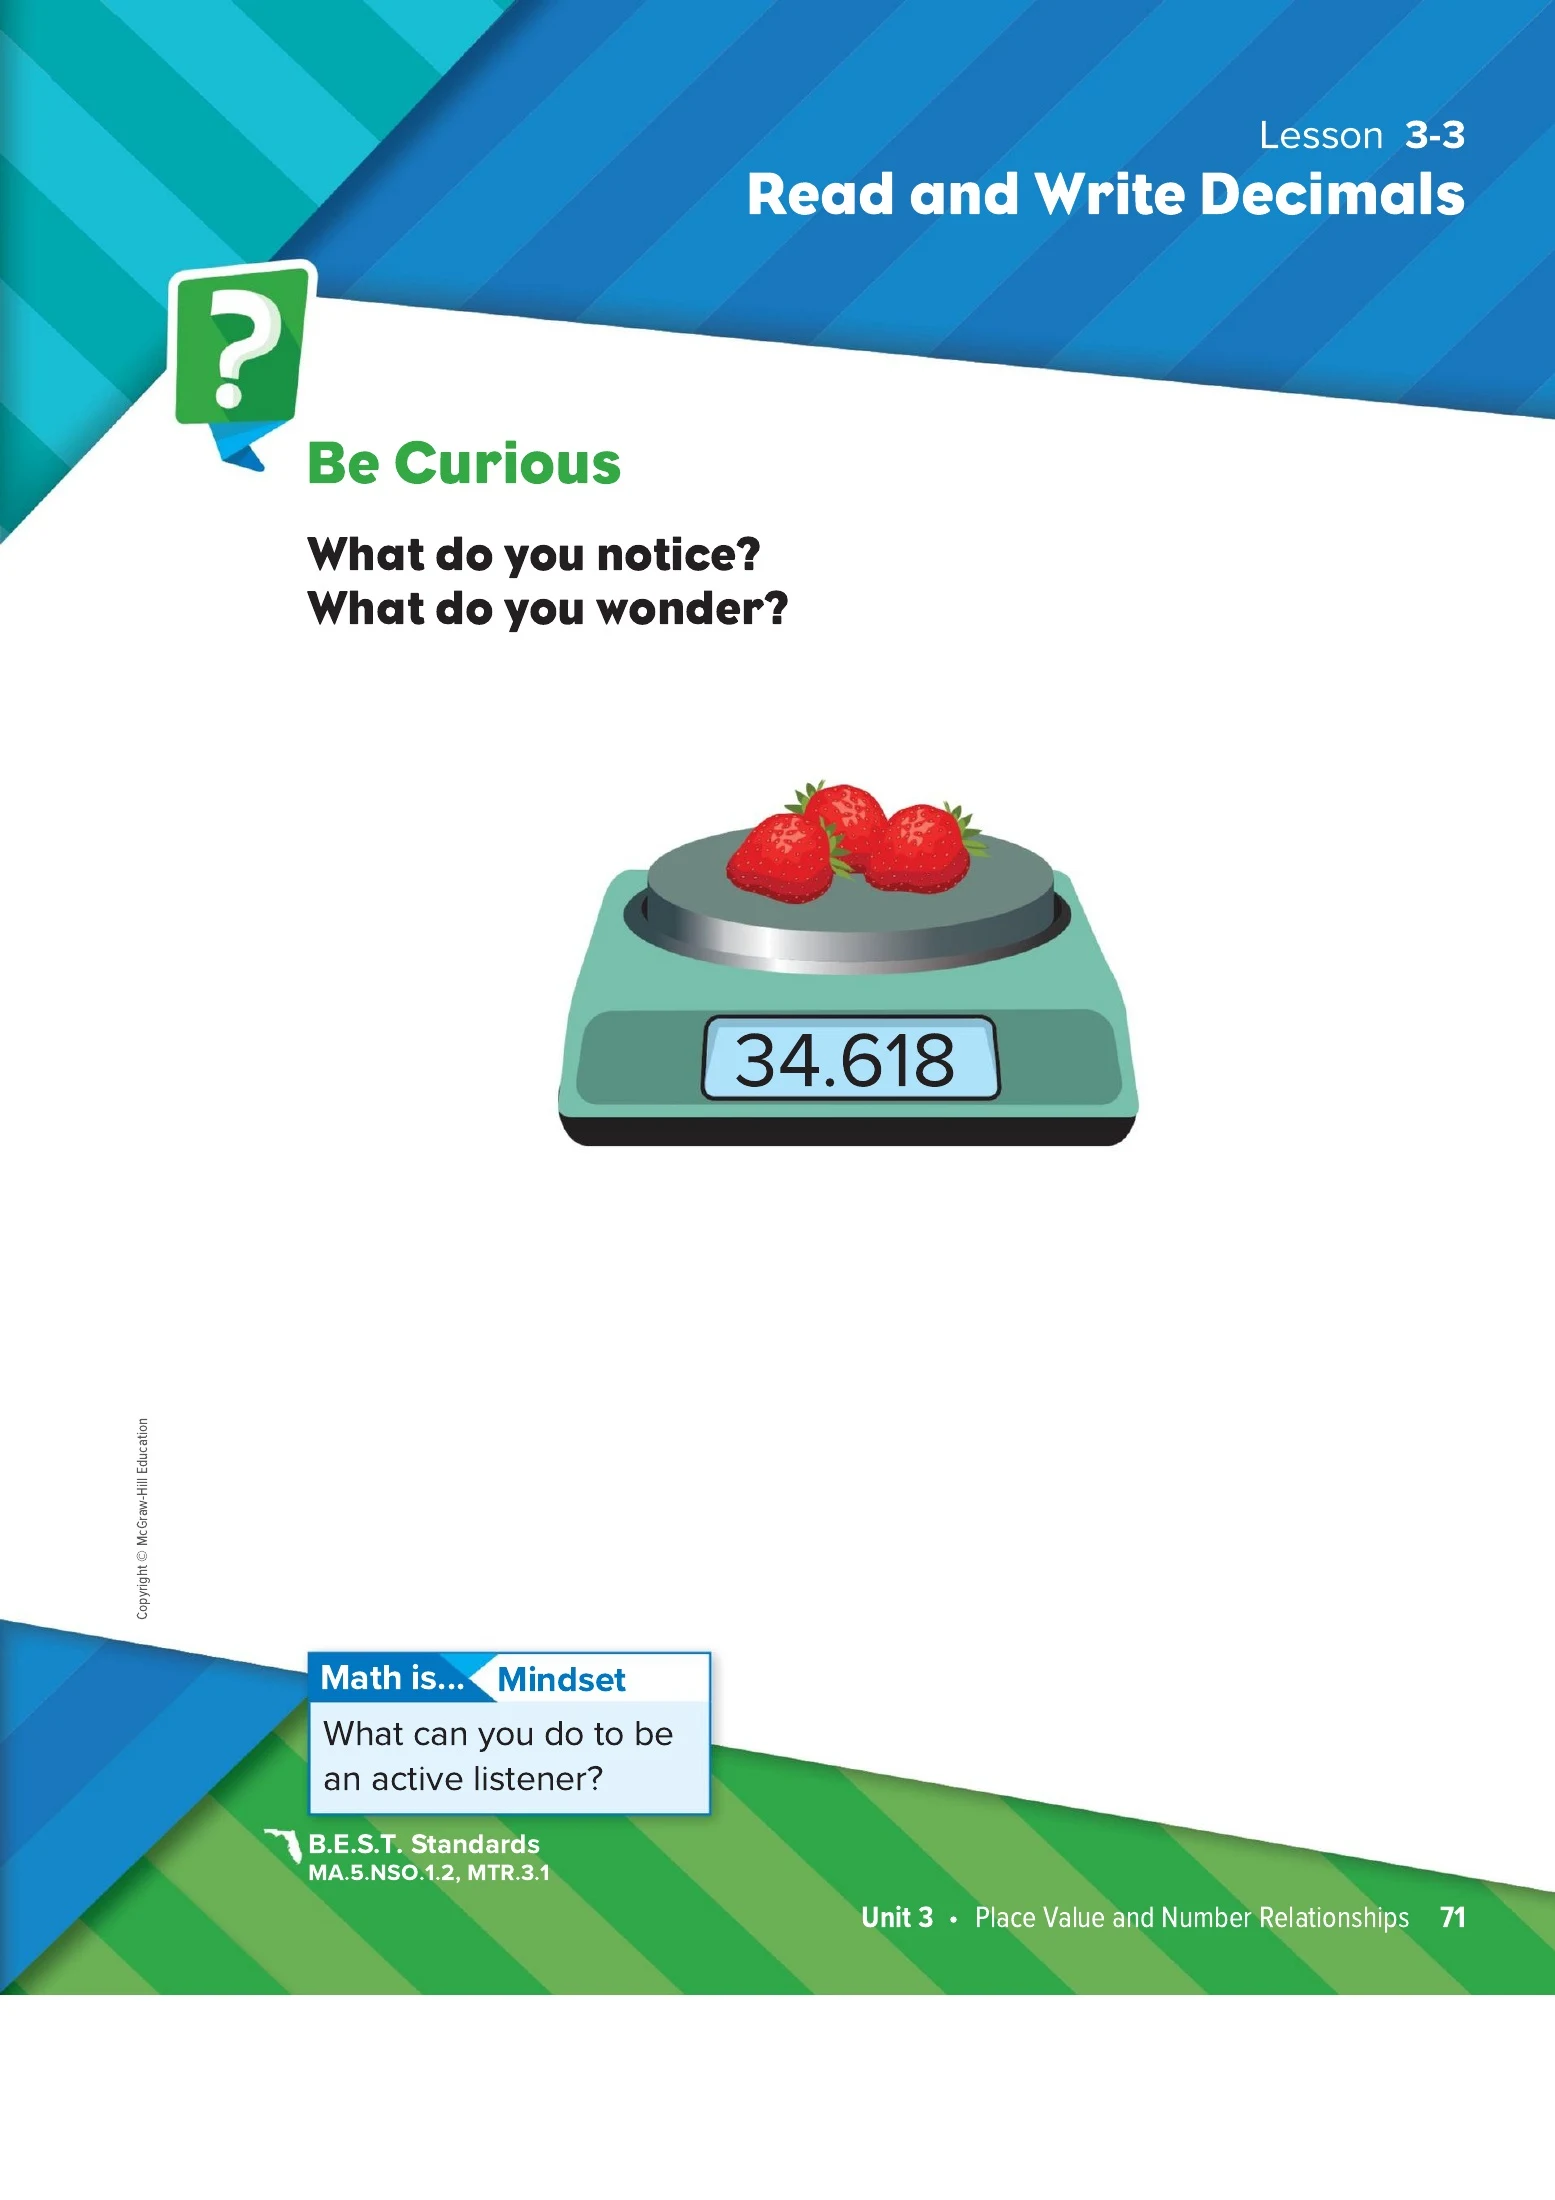 Lesson 3-3
Read and Write Decimals
?
Be Curious
What do you notice?
What do you wonder?
34.618
Copyright © McGraw-Hill Education
Math is... Mindset
What can you do to be
an active listener?
B.E.S.T. Standards
MA.5.NSO.1.2, MTR.3.1
Unit 3 • Place Value and Number Relationships 71